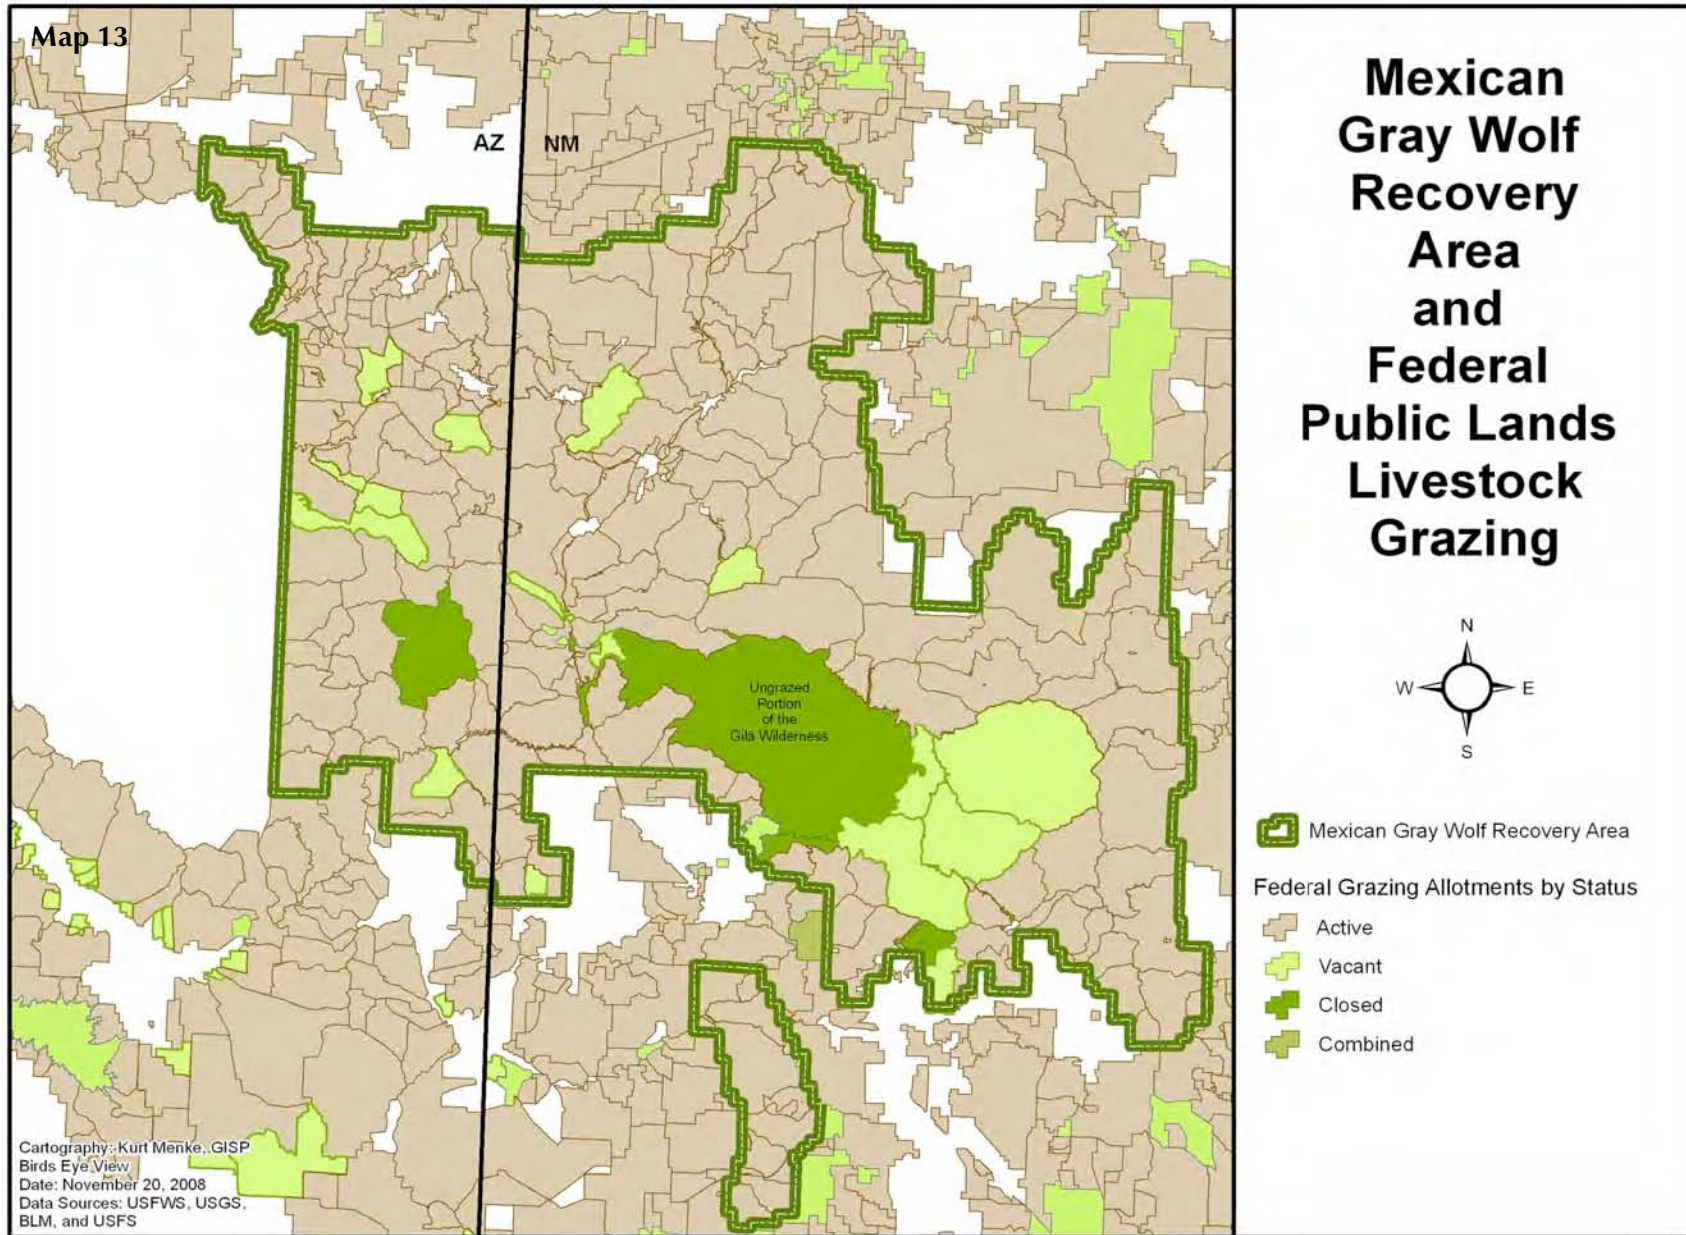 Map 13
AZ
NM
Ungrazed
Portion
of the
Gila Wilderness
Cartography: Kurt Menke, GISP
Birds Eye View
Date: November 20, 2008
Data Sources: USFWS, USGS,
BLM, and USFS
Mexican
Gray Wolf
Recovery
Area
and
Federal
Public Lands
Livestock
Grazing
N
W
E
S
Mexican Gray Wolf Recovery Area
Federal Grazing Allotments by Status
Active
Vacant
Closed
Combined